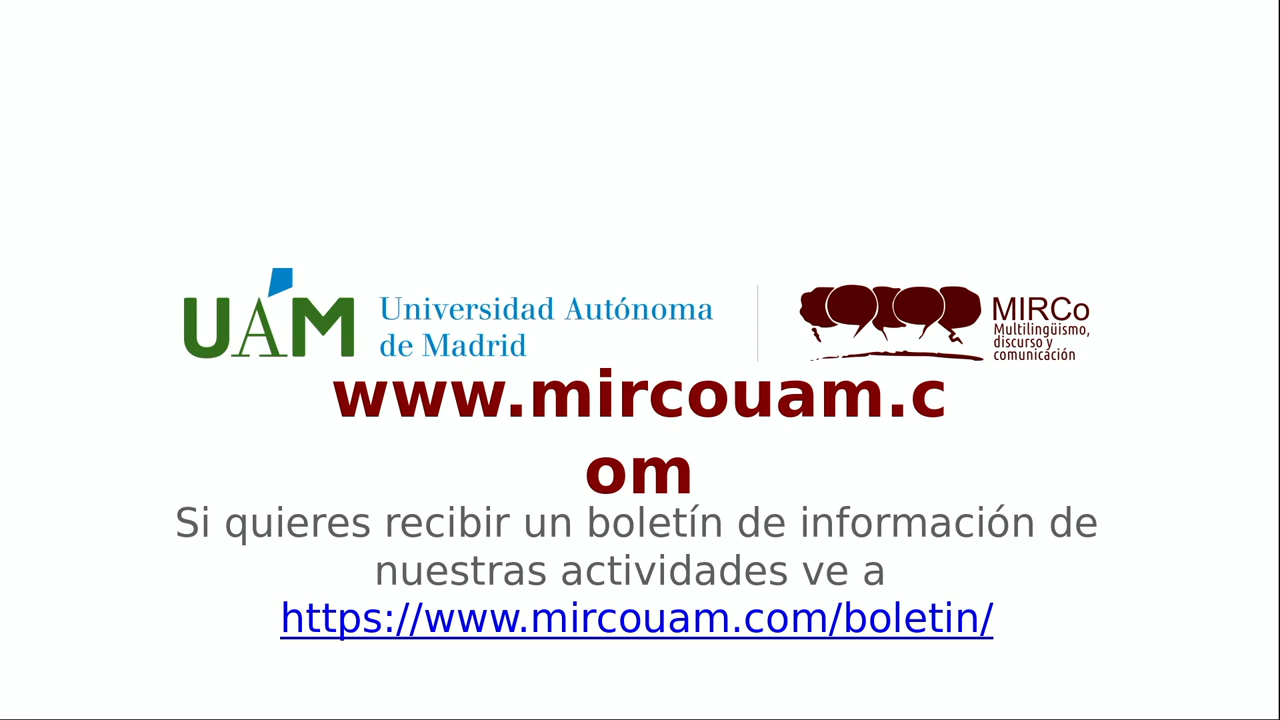 UAM
Universidad Autónoma
de Madrid
MIRCo
Multilingüismo,
discurso y
comunicación
www.mircouam.c
om
Si quieres recibir un boletín de información de
nuestras actividades ve a
https://www.mircouam.com/boletin/